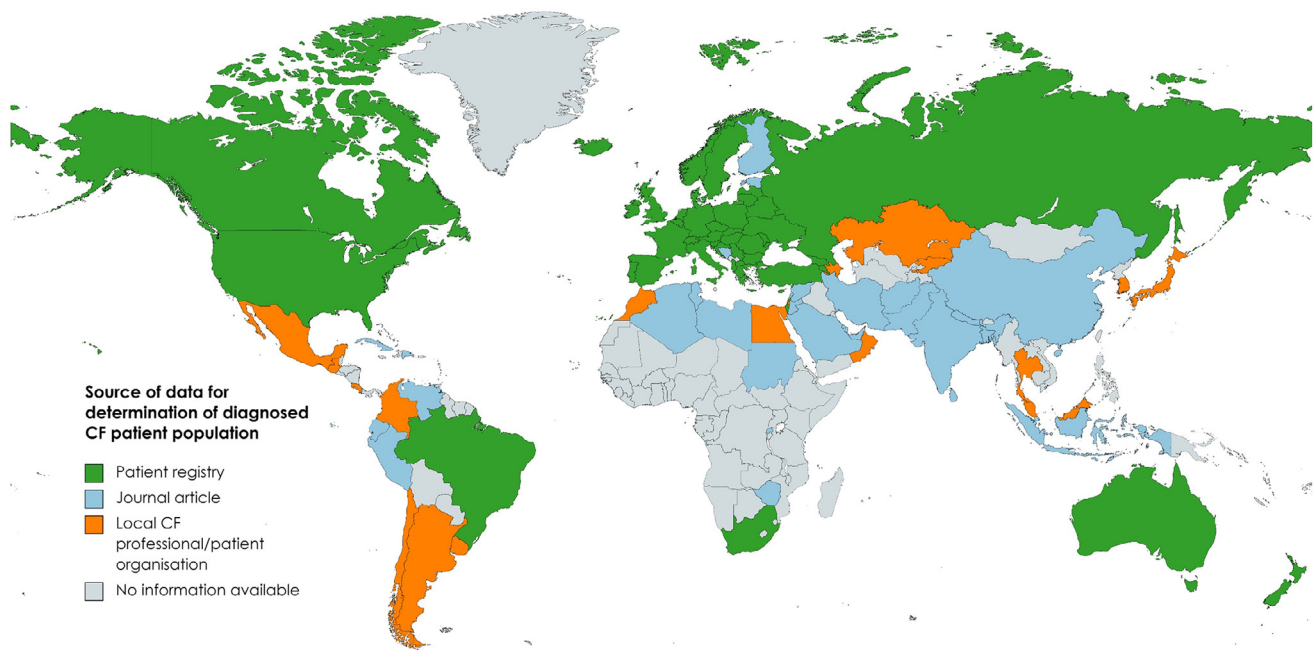 Source of data for
determination of diagnosed
CF patient population
Patient registry
Journal article
Local CF
professional/patient
organisation
No information available